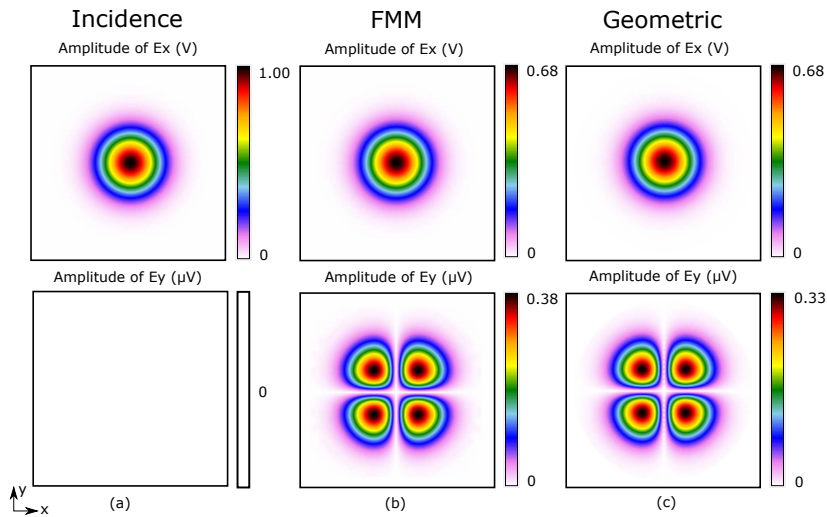 Incidence
FMM
Geometric
Amplitude of Ex (V)
Amplitude of Ex (V)
Amplitude of Ex (V)
1.00
0
0.68
0
0.68
0
Amplitude of Ey (µV)
Amplitude of Ey (µV)
Amplitude of Ey (µV)
0
0.38
0
0.33
0
y
x
(a)
(b)
(c)